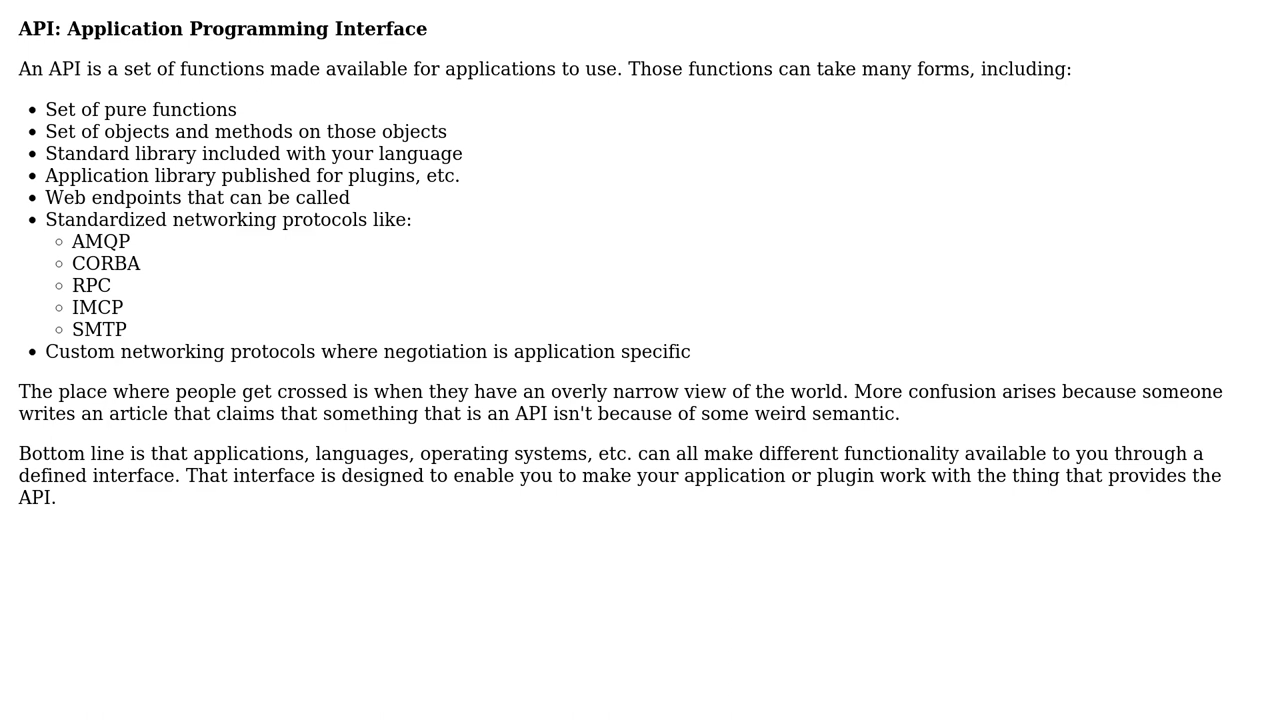 API: Application Programming Interface
An API is a set of functions made available for applications to use. Those functions can take many forms, including:
• Set of pure functions
• Set of objects and methods on those objects
• Standard library included with your language
• Application library published for plugins, etc.
• Web endpoints that can be called
• Standardized networking protocols like:
◦ AMQP
◦ CORBA
◦ RPC
◦ IMCP
◦ SMTP
• Custom networking protocols where negotiation is application specific
The place where people get crossed is when they have an overly narrow view of the world. More confusion arises because someone
writes an article that claims that something that is an API isn't because of some weird semantic.
Bottom line is that applications, languages, operating systems, etc. can all make different functionality available to you through a
defined interface. That interface is designed to enable you to make your application or plugin work with the thing that provides the
API.